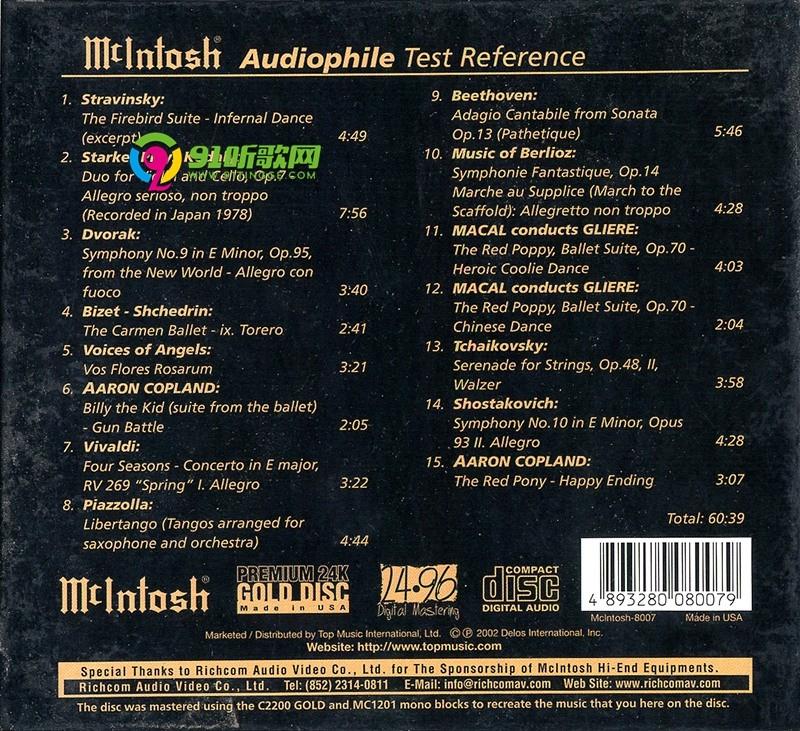 McIntosh® Audiophile Test Reference
1. Stravinsky:
The Firebird Suite - Infernal Dance
(excerpt) 4:49
2. Starker
Duo for and Cello, Op.7 -
Allegro serioso, non troppo
(Recorded in Japan 1978) 7:56
3. Dvorak:
Symphony No.9 in E Minor, Op.95,
from the New World - Allegro con
fuoco 3:40
4. Bizet - Shchedrin:
The Carmen Ballet - ix. Torero 2:41
5. Voices of Angels:
Vos Flores Rosarum 3:21
6. AARON COPLAND:
Billy the Kid (suite from the ballet)
- Gun Battle 2:05
7. Vivaldi:
Four Seasons - Concerto in E major,
RV 269 "Spring" I. Allegro 3:22
8. Piazzolla:
Libertango (Tangos arranged for
saxophone and orchestra) 4:44
9. Beethoven:
Adagio Cantabile from Sonata
Op.13 (Pathetique) 5:46
10. Music of Berlioz:
Symphonie Fantastique, Op.14
Marche au Supplice (March to the
Scaffold): Allegretto non troppo 4:28
11. MACAL conducts GLIERE:
The Red Poppy, Ballet Suite, Op.70 -
Heroic Coolie Dance 4:03
12. MACAL conducts GLIERE:
The Red Poppy, Ballet Suite, Op.70 -
Chinese Dance 2:04
13. Tchaikovsky:
Serenade for Strings, Op.48, II,
Walzer 3:58
14. Shostakovich:
Symphony No.10 in E Minor, Opus
93 II. Allegro 4:28
15. AARON COPLAND:
The Red Pony - Happy Ending 3:07
Total: 60:39
91听歌网
McIntosh®
PREMIUM 24K
GOLD DISC
Made in USA
24·96
Digital Mastering
COMPACT
disc
DIGITAL AUDIO
4 893280 080079
McIntosh-8007 Made in USA
Marketed / Distributed by Top Music International, Ltd. © ℗ 2002 Delos International, Inc.
Website: http://www.topmusic.com
Special Thanks to Richcom Audio Video Co., Ltd. for The Sponsorship of McIntosh Hi-End Equipments.
Richcom Audio Video Co., Ltd. Tel: (852) 2314-0811 E-Mail: info@richcomav.com Web Site: www.richcomav.com
The disc was mastered using the C2200 GOLD and MC1201 mono blocks to recreate the music that you here on the disc.